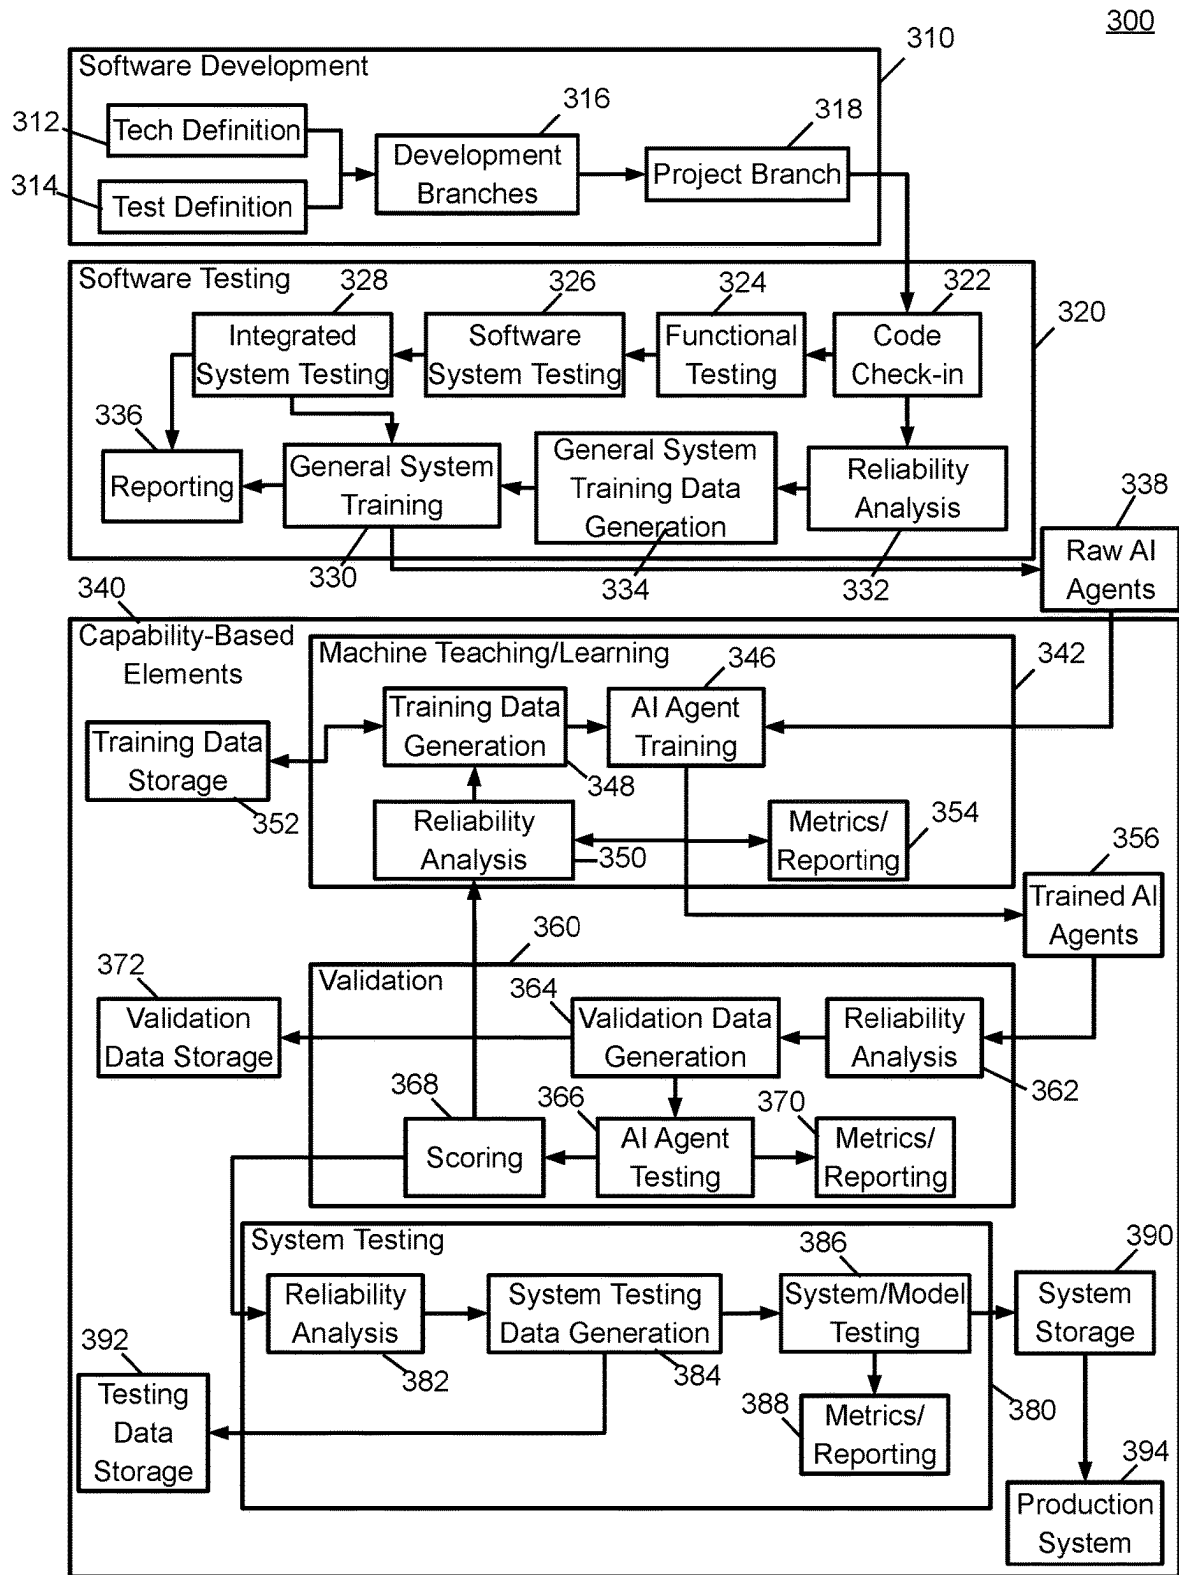 300
310
Software Development
316
318
312
Tech Definition
Development
Branches
Project Branch
314
Test Definition
Software Testing
328
326
324
322
320
Integrated
System Testing
Software
System Testing
Functional
Testing
Code
Check-in
336
Reporting
General System
Training
General System
Training Data
Generation
Reliability
Analysis
338
Raw AI
Agents
330
334
332
340
Capability-Based
Elements
Machine Teaching/Learning
346
342
Training Data
Generation
AI Agent
Training
Training Data
Storage
348
352
Reliability
Analysis
350
Metrics/
Reporting
354
356
Trained AI
Agents
360
372
Validation
364
Validation
Data Storage
Validation Data
Generation
Reliability
Analysis
362
368
366
370
Scoring
AI Agent
Testing
Metrics/
Reporting
System Testing
386
390
Reliability
Analysis
System Testing
Data Generation
System/Model
Testing
System
Storage
392
382
384
380
Testing
Data
Storage
388
Metrics/
Reporting
394
Production
System